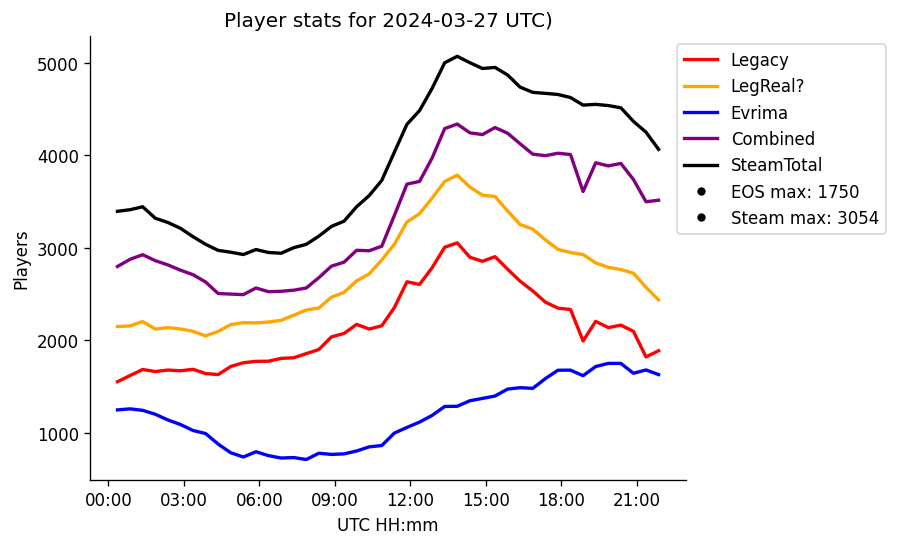 Player stats for 2024-03-27 UTC)
Legacy
LegReal?
Evrima
Combined
SteamTotal
EOS max: 1750
Steam max: 3054
Players
5000
4000
3000
2000
1000
00:00 03:00 06:00 09:00 12:00 15:00 18:00 21:00
UTC HH:mm